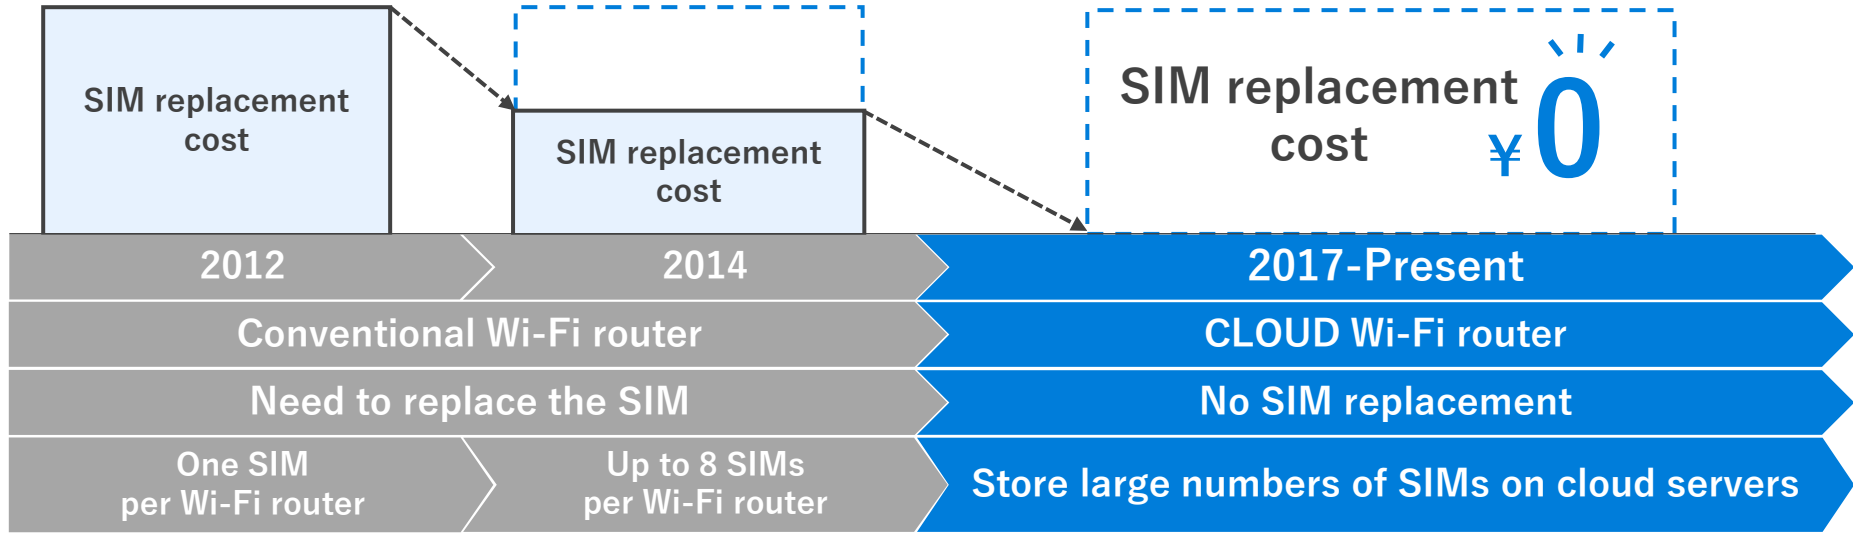 SIM replacement
cost
SIM replacement
cost
SIM replacement
cost ¥0
2012
2014
2017-Present
Conventional Wi-Fi router
CLOUD Wi-Fi router
Need to replace the SIM
No SIM replacement
One SIM
per Wi-Fi router
Up to 8 SIMs
per Wi-Fi router
Store large numbers of SIMs on cloud servers